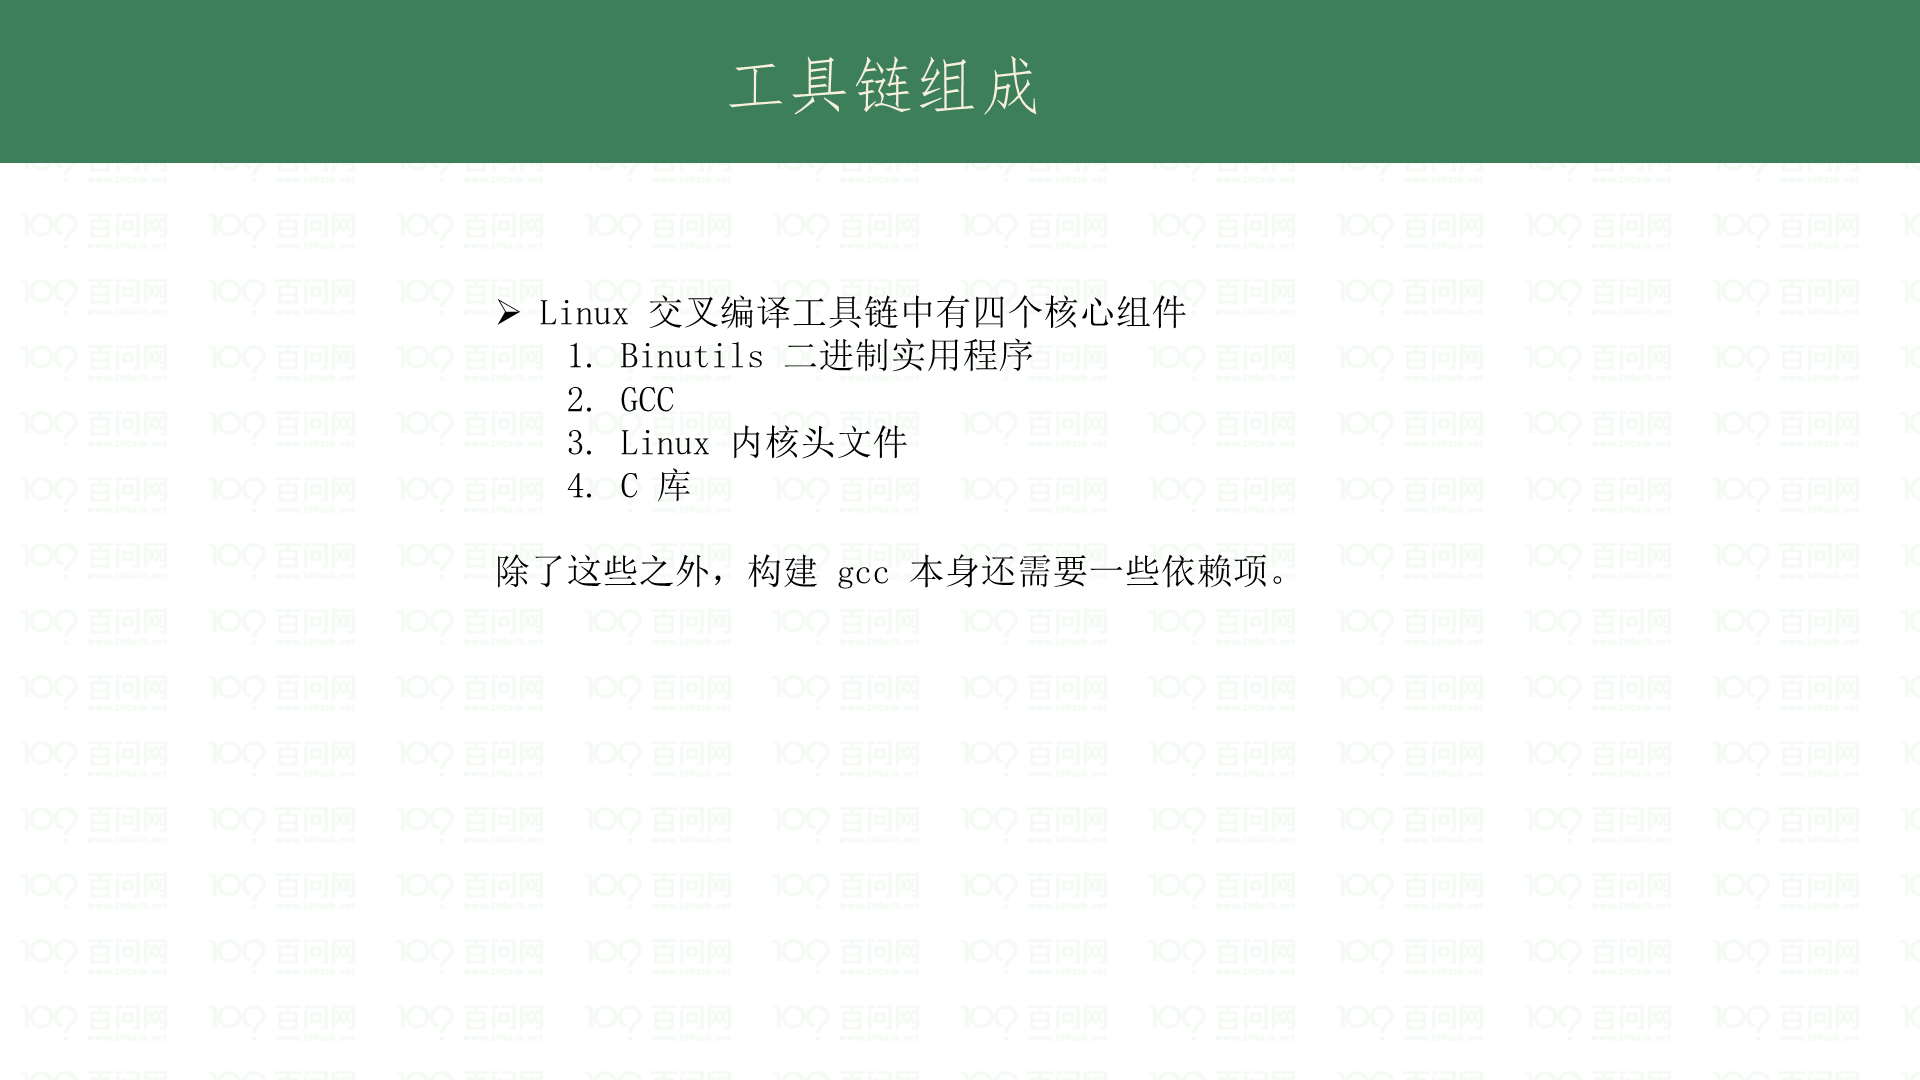 工具链组成
➢ Linux 交叉编译工具链中有四个核心组件
1. Binutils 二进制实用程序
2. GCC
3. Linux 内核头文件
4. C 库
除了这些之外，构建 gcc 本身还需要一些依赖项。